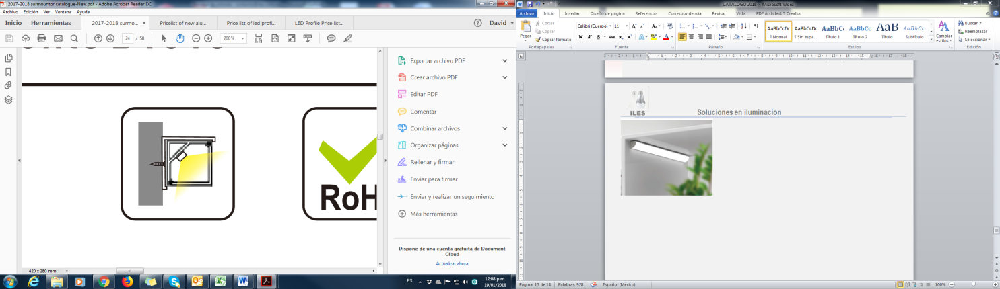 2017-2018 surmountor catalogue-New.pdf - Adobe Acrobat Reader DC
Archivo Edición Ver Ventana Ayuda
Inicio Herramientas 2017-2018 surmo... × Pricelist of new alu... Price list of led profi... LED Profile Price list... David
24 / 58 200%
RoH
Exportar archivo PDF
Crear archivo PDF
Editar PDF
Comentar
Combinar archivos
Organizar páginas
Rellenar y firmar
Enviar para firmar
Enviar y realizar un seguimiento
Más herramientas
Dispone de una cuenta gratuita de Document
Cloud
Actualizar ahora
420 x 280 mm
ES 12:08 p.m.
19/01/2018
CATALOGO 2018 - Microsoft Word
Archivo Inicio Insertar Diseño de página Referencias Correspondencia Revisar Vista PDF Architect 5 Creator
Pegar
Cortar
Copiar
Copiar formato
Portapapeles
Calibri (Cuerpo) 11
N K S abc x₂ x²
Fuente
Párrafo
AaBbCcDc AaBbCcDc AaBbC AaBbCc AaB AaBbCc.
¶ Normal ¶ Sin espa... Título 1 Título 2 Título Subtítulo
Cambiar
estilos
Estilos
Buscar
Reemplazar
Seleccionar
Edición
ILES
Soluciones en iluminación
Página: 13 de 14 Palabras: 928 Español (México) 100%